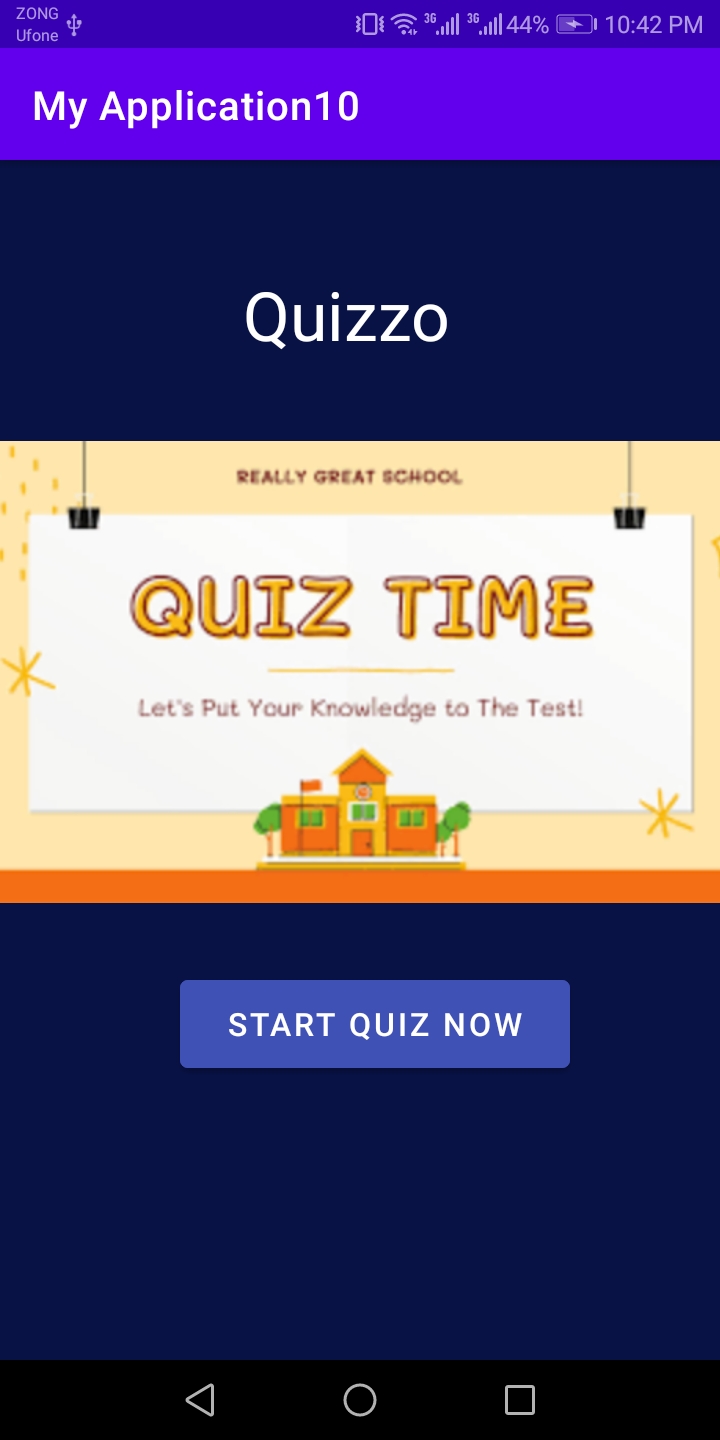 ZONG
Ufone
3G 3G 44% 10:42 PM
My Application10
Quizzo
REALLY GREAT SCHOOL
QUIZ TIME
Let's Put Your Knowledge to The Test!
START QUIZ NOW